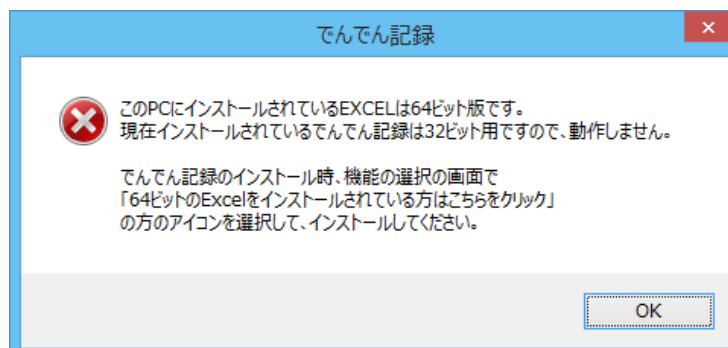 でんでん記録
このPCにインストールされているEXCELは64ビット版です。
現在インストールされているでんでん記録は32ビット用ですので、動作しません。
でんでん記録のインストール時、機能の選択の画面で
「64ビットのExcelをインストールされている方はこちらをクリック」
の方のアイコンを選択して、インストールしてください。
OK